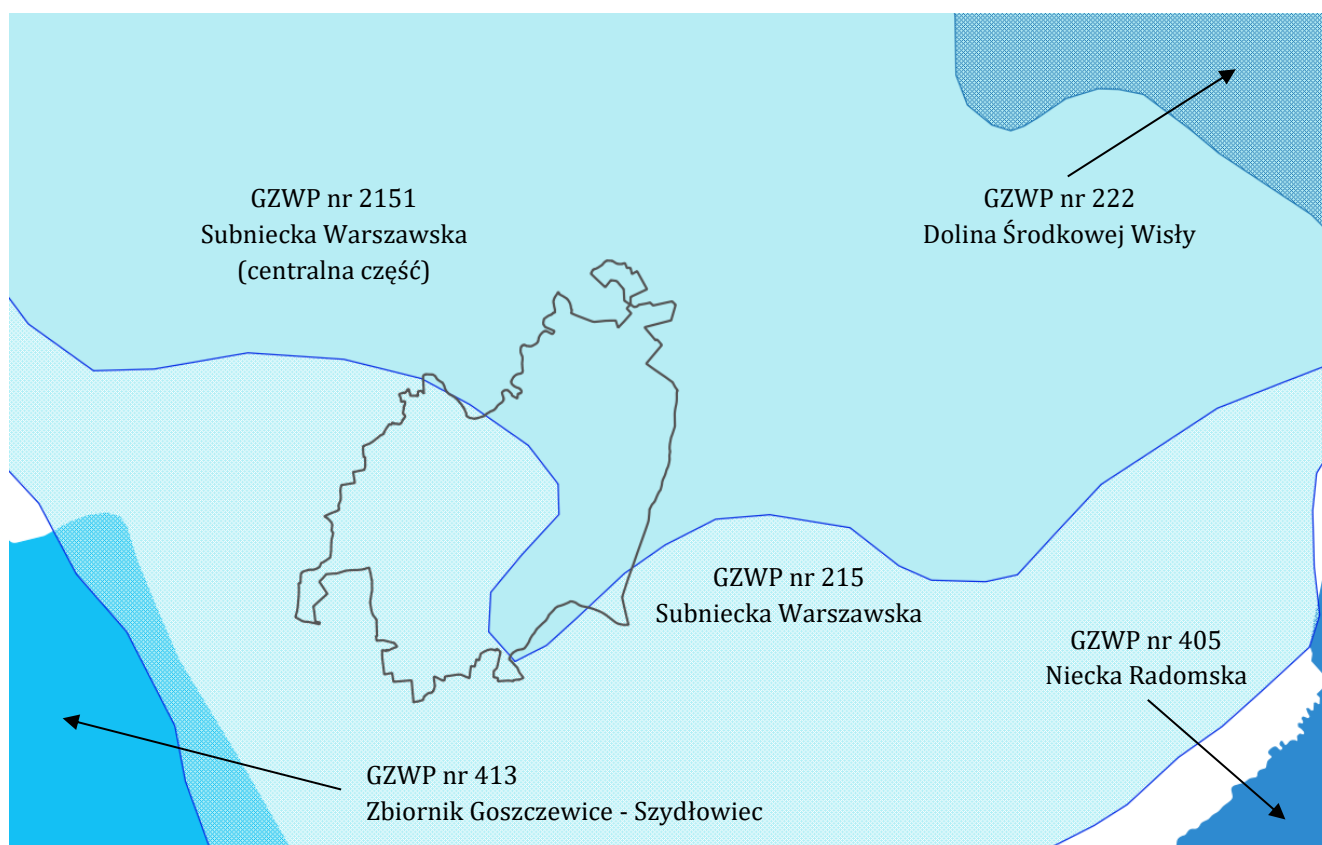 GZWP nr 2151
Subniecka Warszawska
(centralna część)
GZWP nr 222
Dolina Środkowej Wisły
GZWP nr 215
Subniecka Warszawska
GZWP nr 405
Niecka Radomska
GZWP nr 413
Zbiornik Goszczewice - Szydłowiec